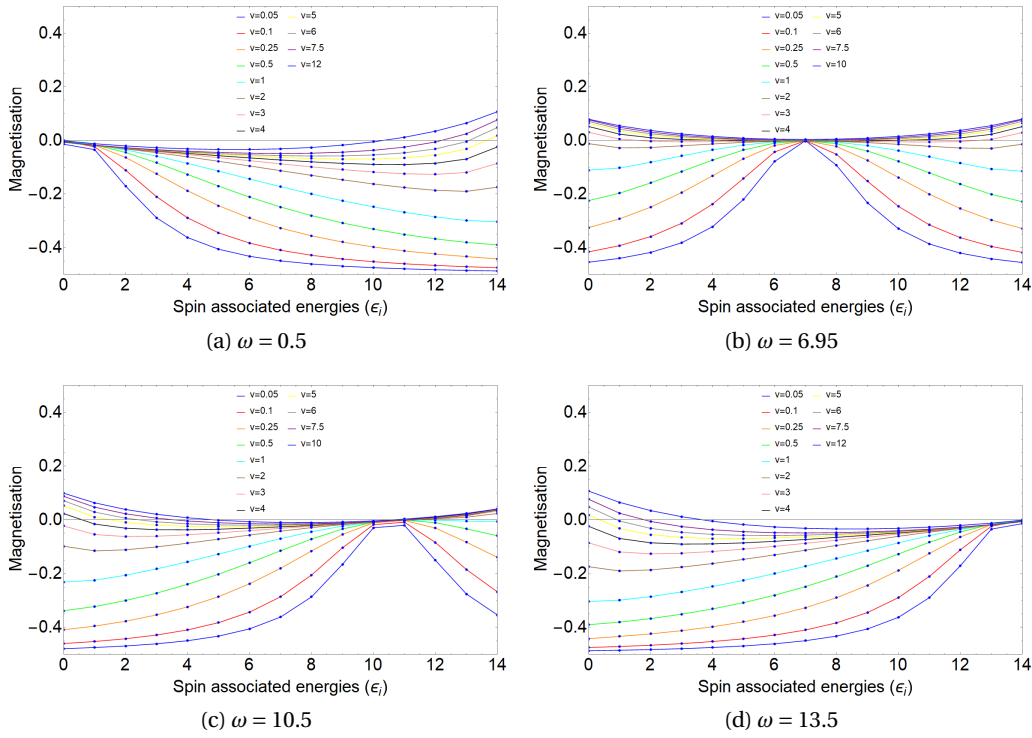 0.4
0.2
0.0
−0.2
−0.4
Magnetisation
v=0.05 v=5
v=0.1 v=6
v=0.25 v=7.5
v=0.5 v=12
v=1
v=2
v=3
v=4
0 2 4 6 8 10 12 14
Spin associated energies (ϵi)
(a) ω = 0.5
0.4
0.2
0.0
−0.2
−0.4
Magnetisation
v=0.05 v=5
v=0.1 v=6
v=0.25 v=7.5
v=0.5 v=10
v=1
v=2
v=3
v=4
0 2 4 6 8 10 12 14
Spin associated energies (ϵi)
(b) ω = 6.95
0.4
0.2
0.0
−0.2
−0.4
Magnetisation
v=0.05 v=5
v=0.1 v=6
v=0.25 v=7.5
v=0.5 v=10
v=1
v=2
v=3
v=4
0 2 4 6 8 10 12 14
Spin associated energies (ϵi)
(c) ω = 10.5
0.4
0.2
0.0
−0.2
−0.4
Magnetisation
v=0.05 v=5
v=0.1 v=6
v=0.25 v=7.5
v=0.5 v=12
v=1
v=2
v=3
v=4
0 2 4 6 8 10 12 14
Spin associated energies (ϵi)
(d) ω = 13.5